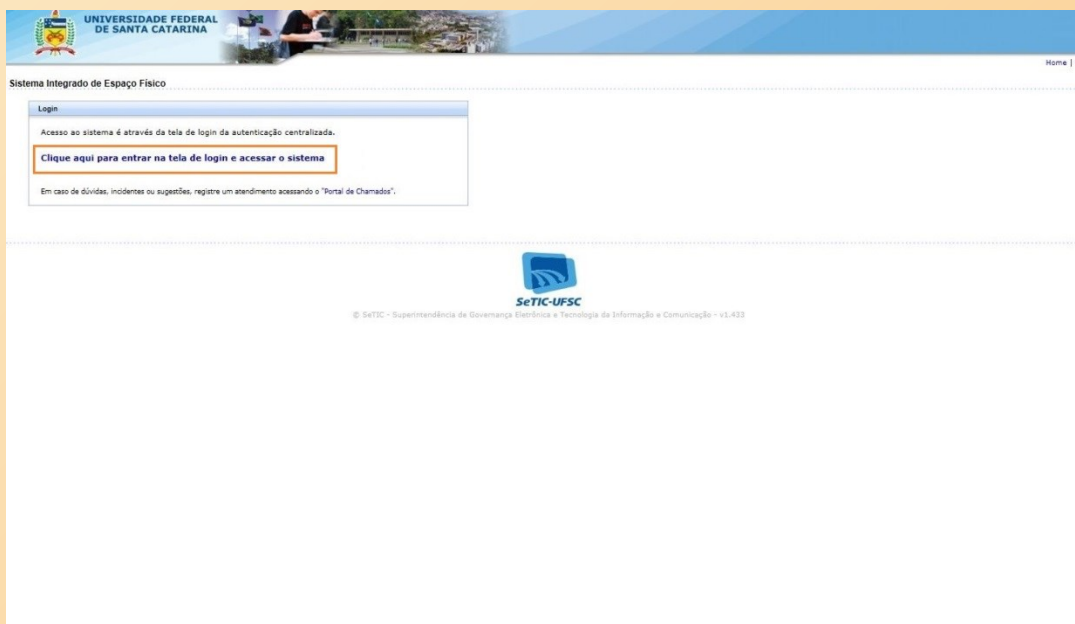 UNIVERSIDADE FEDERAL
DE SANTA CATARINA
Home |
Sistema Integrado de Espaço Físico
Login
Acesso ao sistema é através da tela de login da autenticação centralizada.
Clique aqui para entrar na tela de login e acessar o sistema
Em caso de dúvidas, incidentes ou sugestões, registre um atendimento acessando o "Portal de Chamados".
SeTIC-UFSC
© SeTIC - Superintendência de Governança Eletrônica e Tecnologia da Informação e Comunicação - v1.433